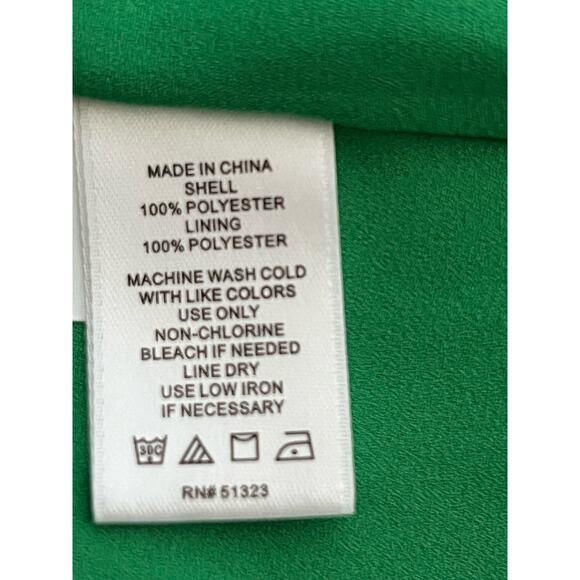 MADE IN CHINA
SHELL
100% POLYESTER
LINING
100% POLYESTER
MACHINE WASH COLD
WITH LIKE COLORS
USE ONLY
NON-CHLORINE
BLEACH IF NEEDED
LINE DRY
USE LOW IRON
IF NECESSARY
30C
RN# 51323